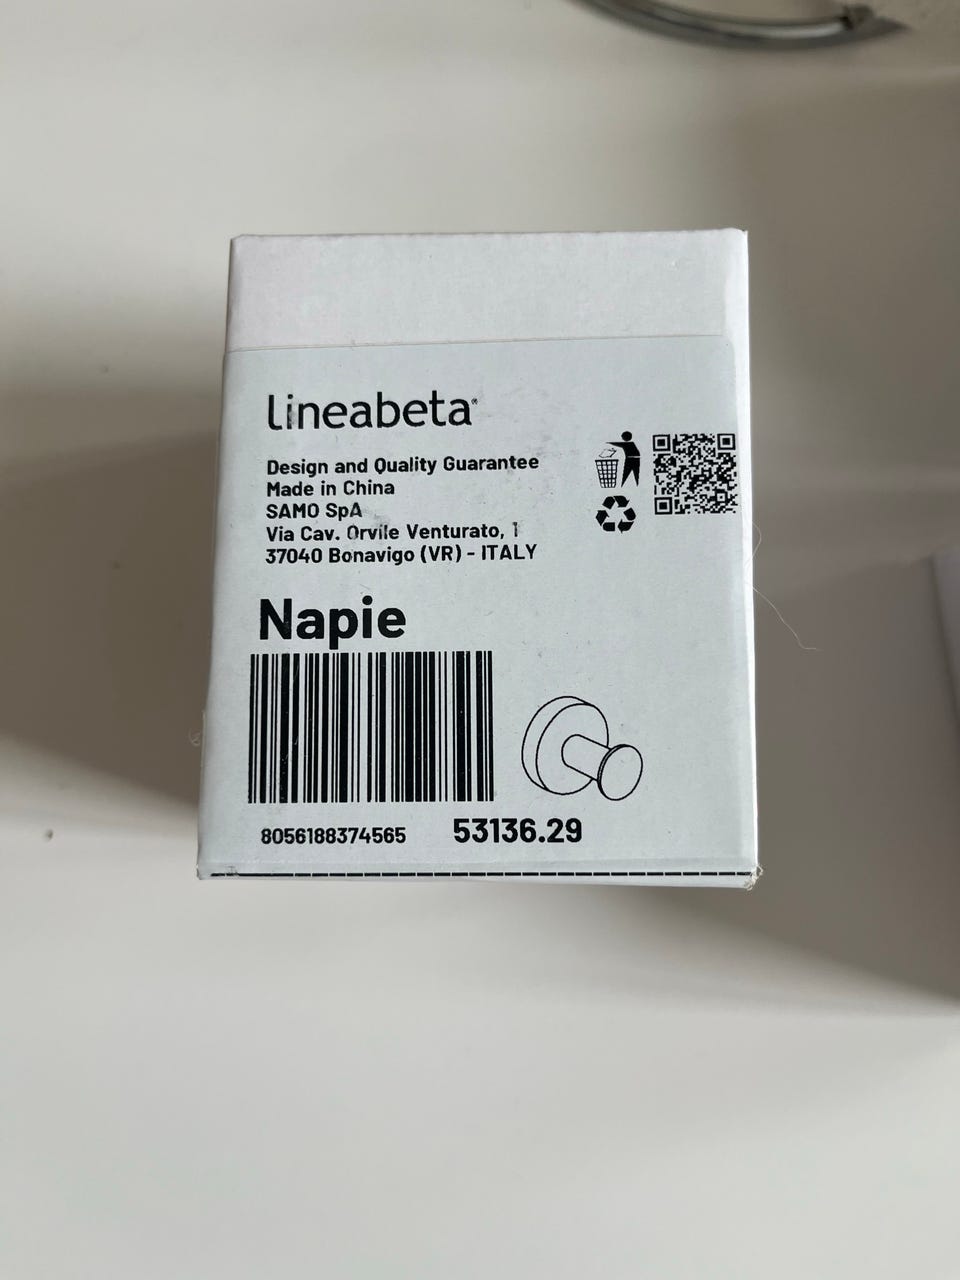 lineabeta®
Design and Quality Guarantee
Made in China
SAMO SpA
Via Cav. Orvile Venturato, 1
37040 Bonavigo (VR) - ITALY
Napie
8056188374565
53136.29